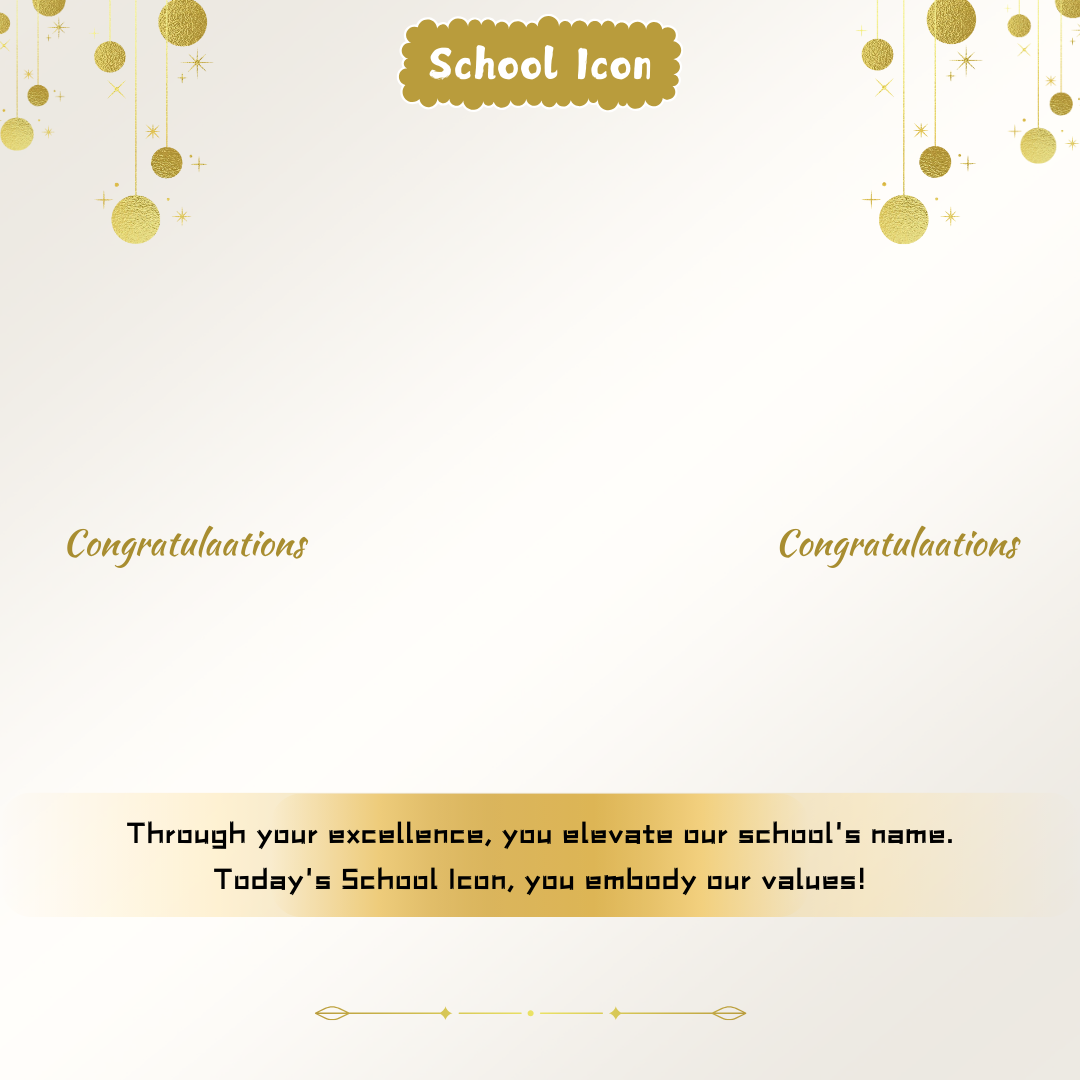 School Icon
Congratulaations
Congratulaations
Through your excellence, you elevate our school's name.
Today's School Icon, you embody our values!